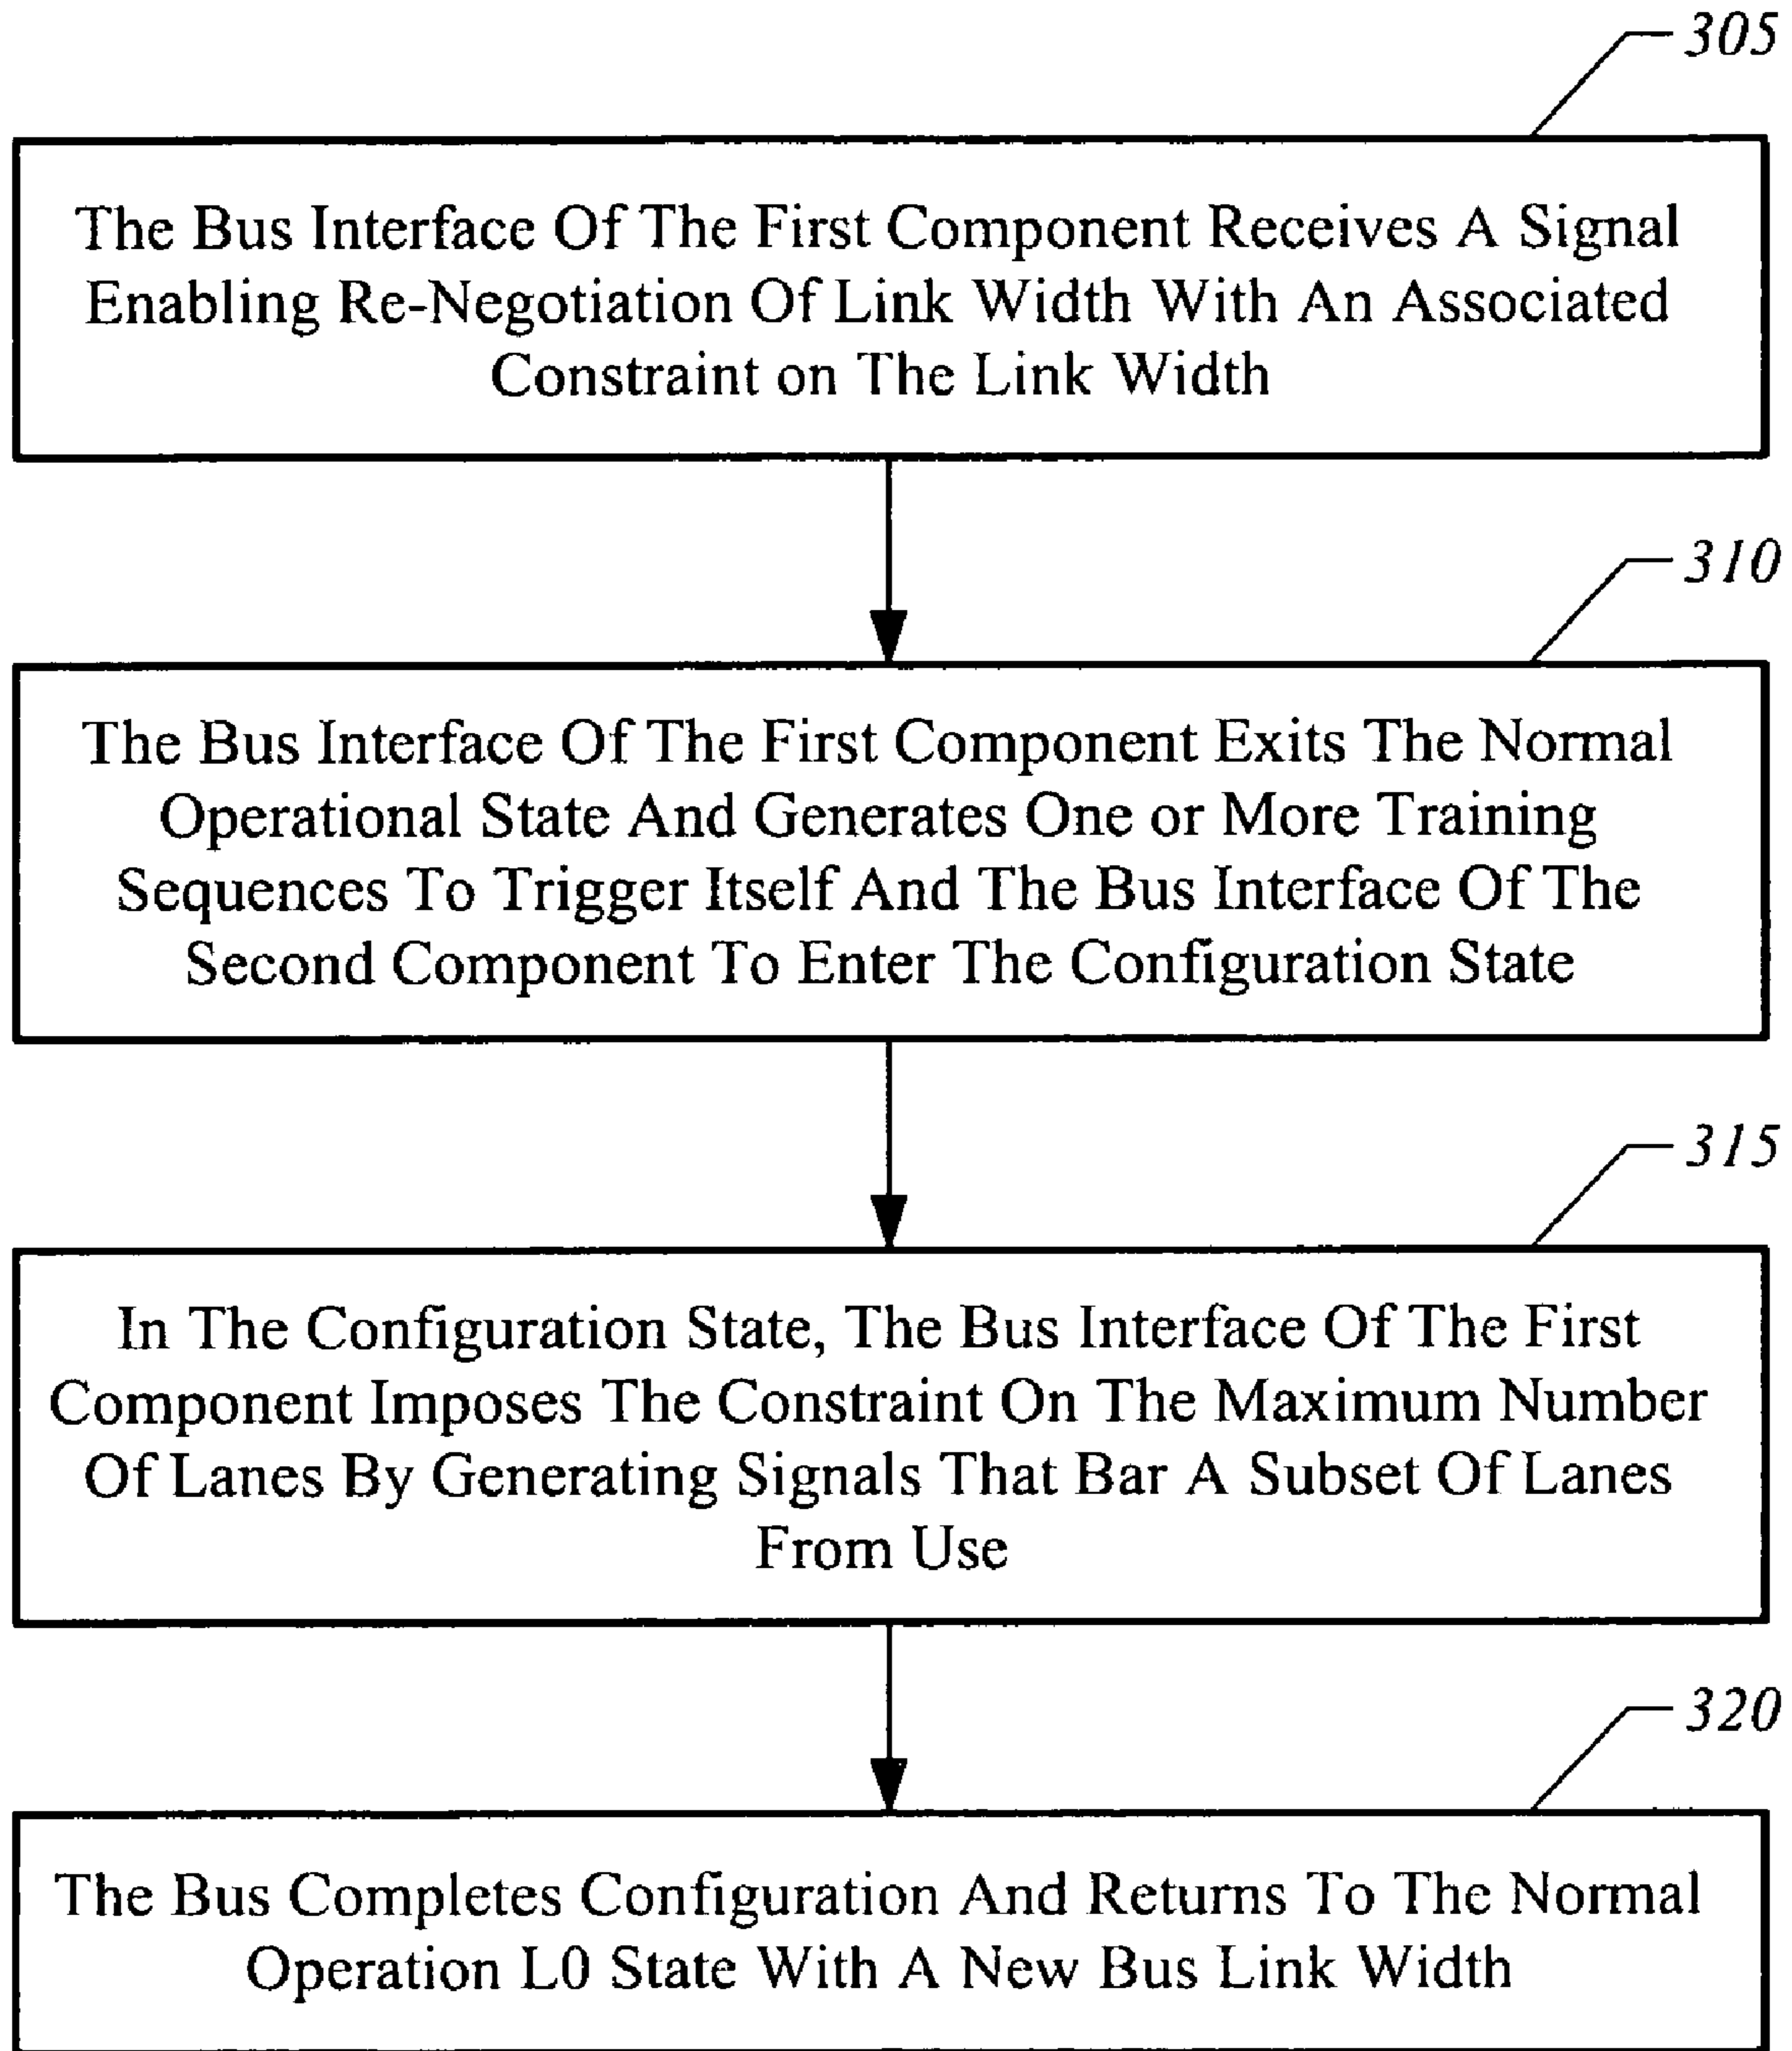 305
The Bus Interface Of The First Component Receives A Signal
Enabling Re-Negotiation Of Link Width With An Associated
Constraint on The Link Width
310
The Bus Interface Of The First Component Exits The Normal
Operational State And Generates One or More Training
Sequences To Trigger Itself And The Bus Interface Of The
Second Component To Enter The Configuration State
315
In The Configuration State, The Bus Interface Of The First
Component Imposes The Constraint On The Maximum Number
Of Lanes By Generating Signals That Bar A Subset Of Lanes
From Use
320
The Bus Completes Configuration And Returns To The Normal
Operation L0 State With A New Bus Link Width